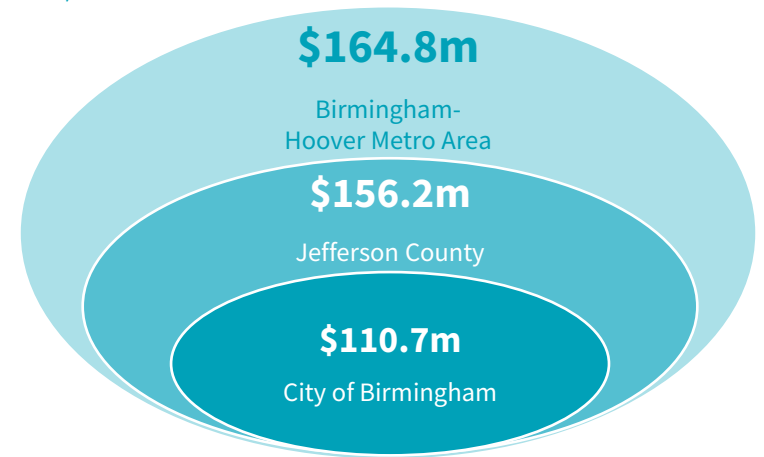 $164.8m
Birmingham-
Hoover Metro Area
$156.2m
Jefferson County
$110.7m
City of Birmingham